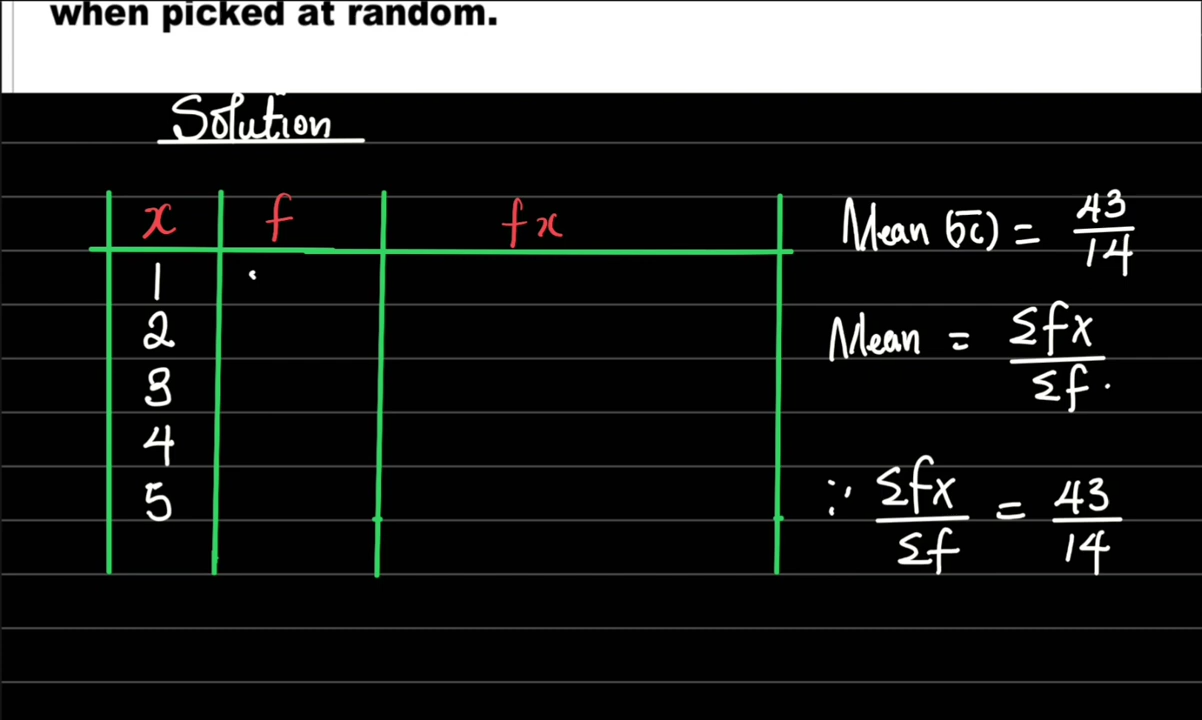 when picked at random.
Solution
x f fx
1
2
3
4
5
Mean (x̄) = 43/14
Mean = Σfx/Σf.
∵ Σfx/Σf = 43/14